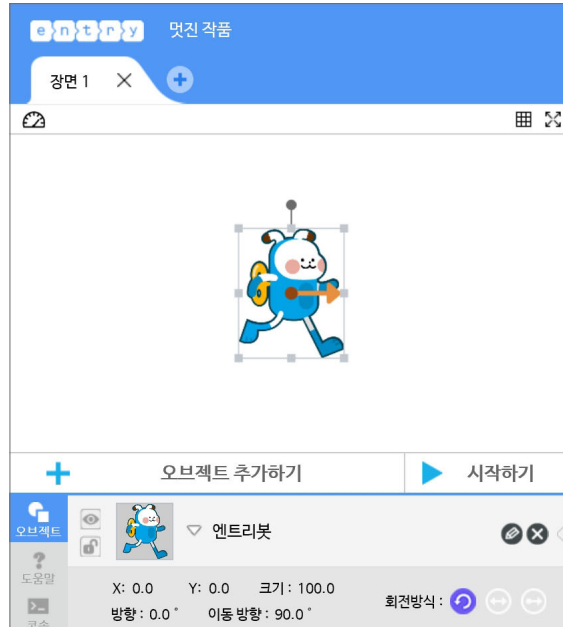 entry 멋진 작품
장면 1
오브젝트 추가하기 시작하기
오브젝트
엔트리봇
도움말
X: 0.0 Y: 0.0 크기 : 100.0
회전방식 :
방향 : 0.0 ˚ 이동 방향 : 90.0 ˚